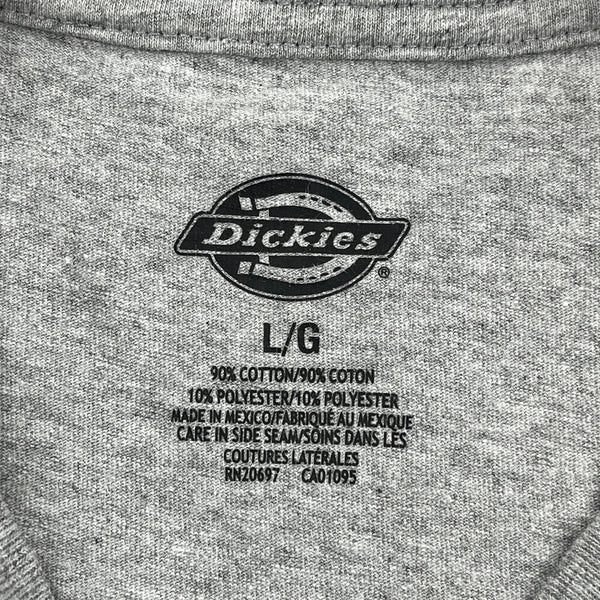 Dickies®
L/G
90% COTTON/90% COTON
10% POLYESTER/10% POLYESTER
MADE IN MEXICO/FABRIQUÉ AU MEXIQUE
CARE IN SIDE SEAM/SÒINS DANS LES
COUTURES LATÉRALES
RN20697 CA01095